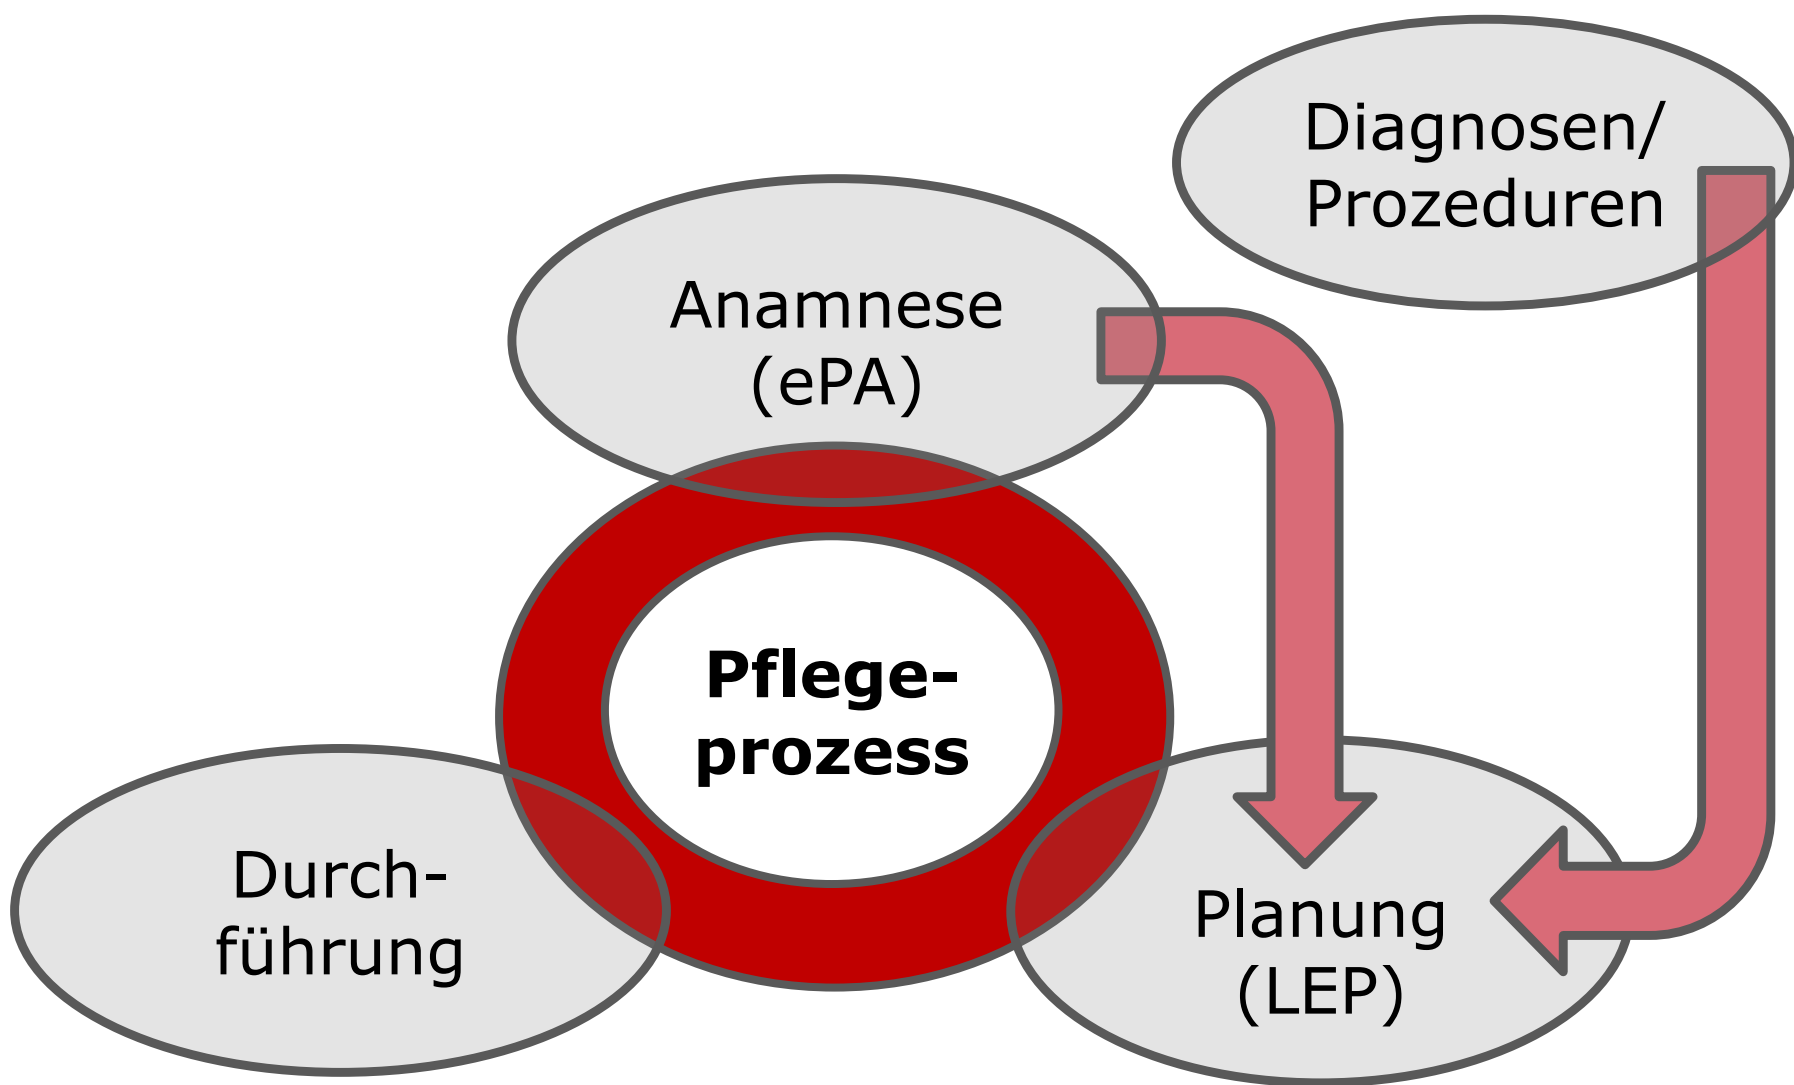 Diagnosen/
Prozeduren
Anamnese
(ePA)
Pflege-
prozess
Durch-
führung
Planung
(LEP)